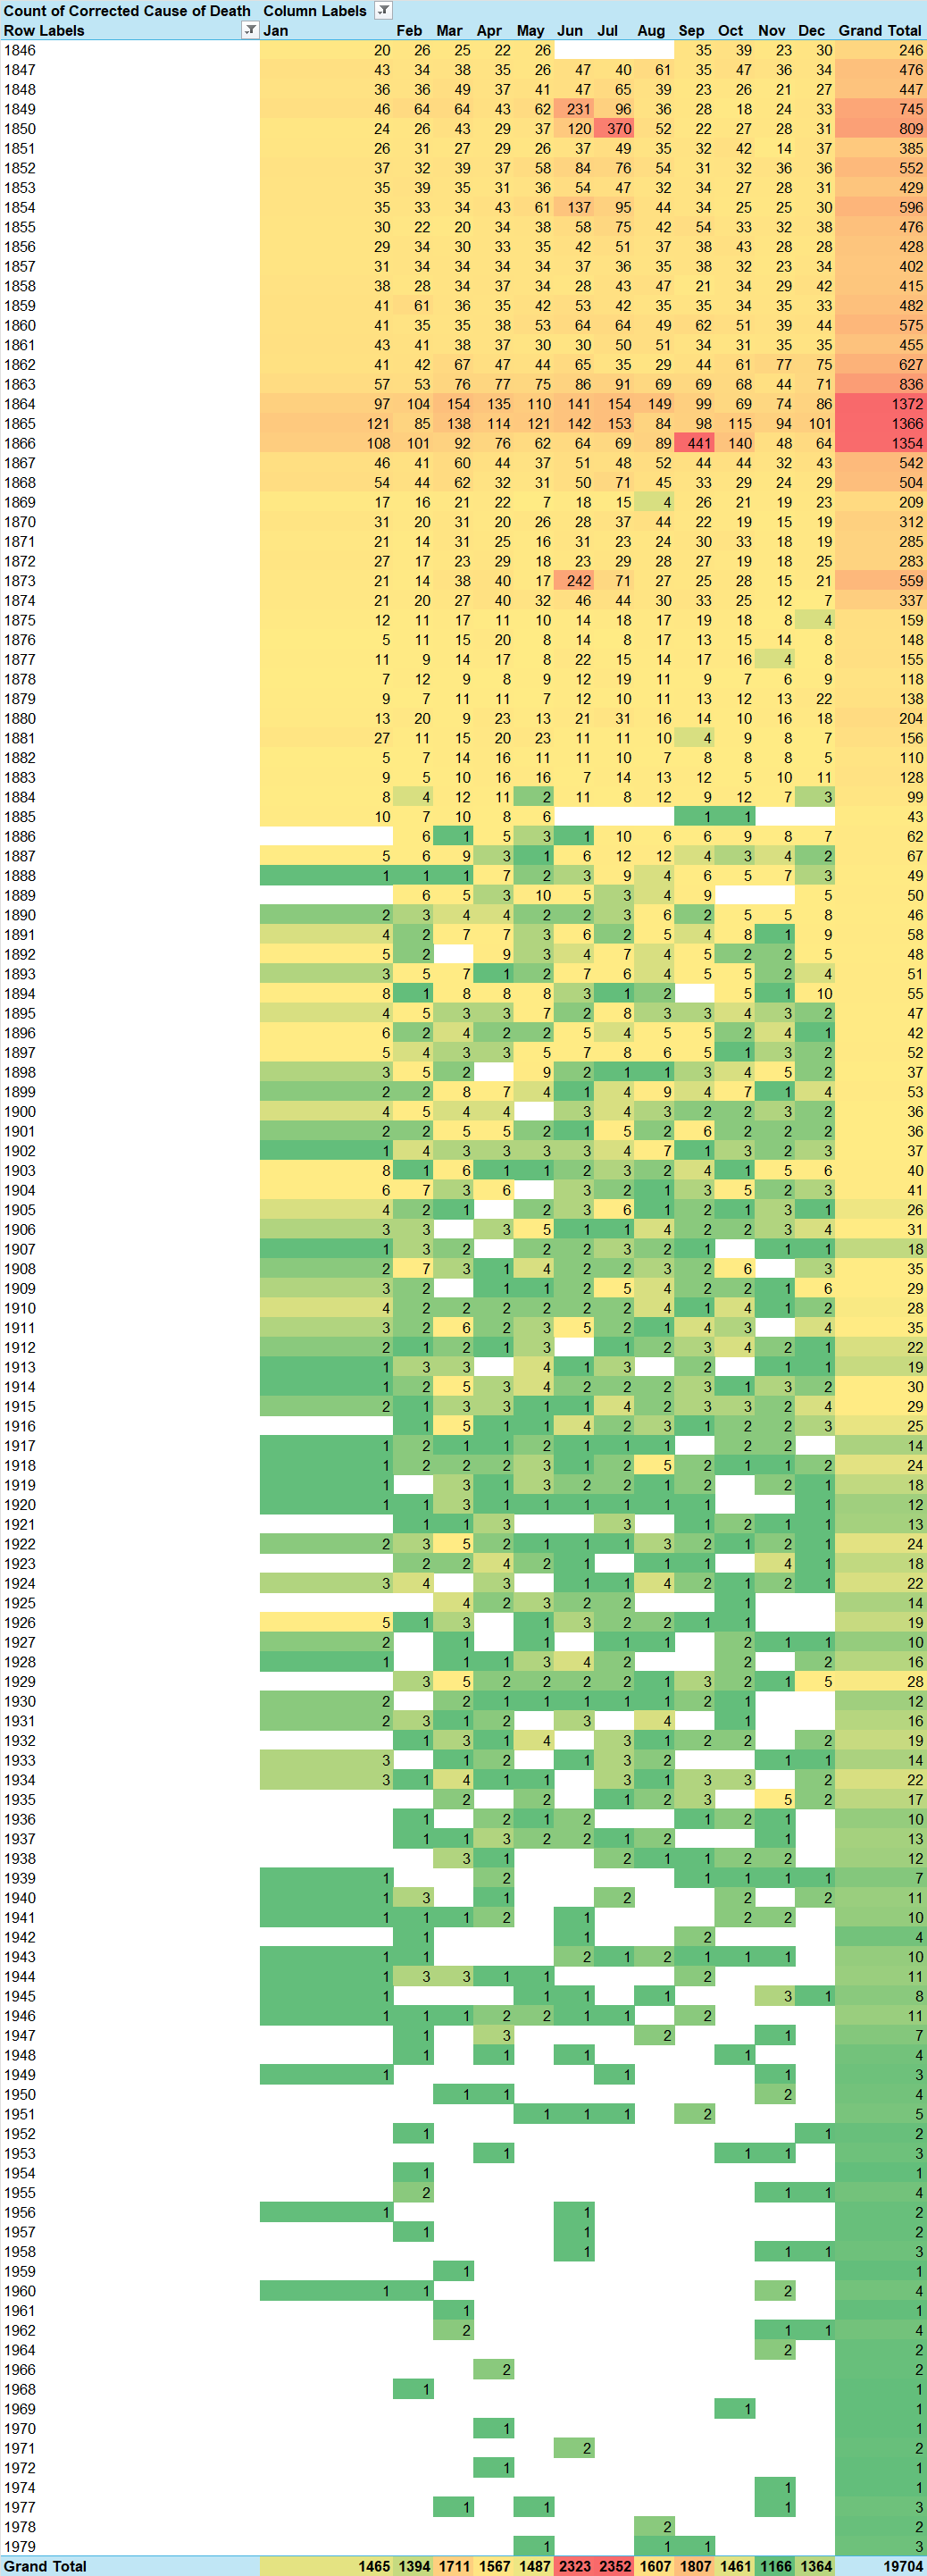 Count of Corrected Cause of Death Column Labels
Row Labels Jan Feb Mar Apr May Jun Jul Aug Sep Oct Nov Dec Grand Total
1846 20 26 25 22 26 35 39 23 30 246
1847 43 34 38 35 26 47 40 61 35 47 36 34 476
1848 36 36 49 37 41 47 65 39 23 26 21 27 447
1849 46 64 64 43 62 231 96 36 28 18 24 33 745
1850 24 26 43 29 37 120 370 52 22 27 28 31 809
1851 26 31 27 29 26 37 49 35 32 42 14 37 385
1852 37 32 39 37 58 84 76 54 31 32 36 36 552
1853 35 39 35 31 36 54 47 32 34 27 28 31 429
1854 35 33 34 43 61 137 95 44 34 25 25 30 596
1855 30 22 20 34 38 58 75 42 54 33 32 38 476
1856 29 34 30 33 35 42 51 37 38 43 28 28 428
1857 31 34 34 34 34 37 36 35 38 32 23 34 402
1858 38 28 34 37 34 28 43 47 21 34 29 42 415
1859 41 61 36 35 42 53 42 35 35 34 35 33 482
1860 41 35 35 38 53 64 64 49 62 51 39 44 575
1861 43 41 38 37 30 30 50 51 34 31 35 35 455
1862 41 42 67 47 44 65 35 29 44 61 77 75 627
1863 57 53 76 77 75 86 91 69 69 68 44 71 836
1864 97 104 154 135 110 141 154 149 99 69 74 86 1372
1865 121 85 138 114 121 142 153 84 98 115 94 101 1366
1866 108 101 92 76 62 64 69 89 441 140 48 64 1354
1867 46 41 60 44 37 51 48 52 44 44 32 43 542
1868 54 44 62 32 31 50 71 45 33 29 24 29 504
1869 17 16 21 22 7 18 15 4 26 21 19 23 209
1870 31 20 31 20 26 28 37 44 22 19 15 19 312
1871 21 14 31 25 16 31 23 24 30 33 18 19 285
1872 27 17 23 29 18 23 29 28 27 19 18 25 283
1873 21 14 38 40 17 242 71 27 25 28 15 21 559
1874 21 20 27 40 32 46 44 30 33 25 12 7 337
1875 12 11 17 11 10 14 18 17 19 18 8 4 159
1876 5 11 15 20 8 14 8 17 13 15 14 8 148
1877 11 9 14 17 8 22 15 14 17 16 4 8 155
1878 7 12 9 8 9 12 19 11 9 7 6 9 118
1879 9 7 11 11 7 12 10 11 13 12 13 22 138
1880 13 20 9 23 13 21 31 16 14 10 16 18 204
1881 27 11 15 20 23 11 11 10 4 9 8 7 156
1882 5 7 14 16 11 11 10 7 8 8 8 5 110
1883 9 5 10 16 16 7 14 13 12 5 10 11 128
1884 8 4 12 11 2 11 8 12 9 12 7 3 99
1885 10 7 10 8 6 1 1 43
1886 6 1 5 3 1 10 6 6 9 8 7 62
1887 5 6 9 3 1 6 12 12 4 3 4 2 67
1888 1 1 1 7 2 3 9 4 6 5 7 3 49
1889 6 5 3 10 5 3 4 9 5 50
1890 2 3 4 4 2 2 3 6 2 5 5 8 46
1891 4 2 7 7 3 6 2 5 4 8 1 9 58
1892 5 2 9 3 4 7 4 5 2 2 5 48
1893 3 5 7 1 2 7 6 4 5 5 2 4 51
1894 8 1 8 8 8 3 1 2 5 1 10 55
1895 4 5 3 3 7 2 8 3 3 4 3 2 47
1896 6 2 4 2 2 5 4 5 5 2 4 1 42
1897 5 4 3 3 5 7 8 6 5 1 3 2 52
1898 3 5 2 9 2 1 1 3 4 5 2 37
1899 2 2 8 7 4 1 4 9 4 7 1 4 53
1900 4 5 4 4 3 4 3 2 2 3 2 36
1901 2 2 5 5 2 1 5 2 6 2 2 2 36
1902 1 4 3 3 3 3 4 7 1 3 2 3 37
1903 8 1 6 1 1 2 3 2 4 1 5 6 40
1904 6 7 3 6 3 2 1 3 5 2 3 41
1905 4 2 1 2 3 6 1 2 1 3 1 26
1906 3 3 3 5 1 1 4 2 2 3 4 31
1907 1 3 2 2 2 3 2 1 1 1 18
1908 2 7 3 1 4 2 2 3 2 6 3 35
1909 3 2 1 1 2 5 4 2 2 1 6 29
1910 4 2 2 2 2 2 2 4 1 4 1 2 28
1911 3 2 6 2 3 5 2 1 4 3 4 35
1912 2 1 2 1 3 1 2 3 4 2 1 22
1913 1 3 3 4 1 3 2 1 1 19
1914 1 2 5 3 4 2 2 2 3 1 3 2 30
1915 2 1 3 3 1 1 4 2 3 3 2 4 29
1916 1 5 1 1 4 2 3 1 2 2 3 25
1917 1 2 1 1 2 1 1 1 2 2 14
1918 1 2 2 2 3 1 2 5 2 1 1 2 24
1919 1 3 1 3 2 2 1 2 2 1 18
1920 1 1 3 1 1 1 1 1 1 1 12
1921 1 1 3 3 1 2 1 1 13
1922 2 3 5 2 1 1 1 3 2 1 2 1 24
1923 2 2 4 2 1 1 1 4 1 18
1924 3 4 3 1 1 4 2 1 2 1 22
1925 4 2 3 2 2 1 14
1926 5 1 3 1 3 2 2 1 1 19
1927 2 1 1 1 1 2 1 1 10
1928 1 1 1 3 4 2 2 2 16
1929 3 5 2 2 2 2 1 3 2 1 5 28
1930 2 2 1 1 1 1 1 2 1 12
1931 2 3 1 2 3 4 1 16
1932 1 3 1 4 3 1 2 2 2 19
1933 3 1 2 1 3 2 1 1 14
1934 3 1 4 1 1 3 1 3 3 2 22
1935 2 2 1 2 3 5 2 17
1936 1 2 1 2 1 2 1 10
1937 1 1 3 2 2 1 2 1 13
1938 3 1 2 1 1 2 2 12
1939 1 2 1 1 1 1 7
1940 1 3 1 2 2 2 11
1941 1 1 1 2 1 2 2 10
1942 1 1 2 4
1943 1 1 2 1 2 1 1 1 10
1944 1 3 3 1 1 2 11
1945 1 1 1 1 3 1 8
1946 1 1 1 2 2 1 1 2 11
1947 1 3 2 1 7
1948 1 1 1 1 4
1949 1 1 1 3
1950 1 1 2 4
1951 1 1 1 2 5
1952 1 1 2
1953 1 1 1 3
1954 1 1
1955 2 1 1 4
1956 1 1 2
1957 1 1 2
1958 1 1 1 3
1959 1 1
1960 1 1 2 4
1961 1 1
1962 2 1 1 4
1964 2 2
1966 2 2
1968 1 1
1969 1 1
1970 1 1
1971 2 2
1972 1 1
1974 1 1
1977 1 1 1 3
1978 2 2
1979 1 1 1 3
Grand Total 1465 1394 1711 1567 1487 2323 2352 1607 1807 1461 1166 1364 19704